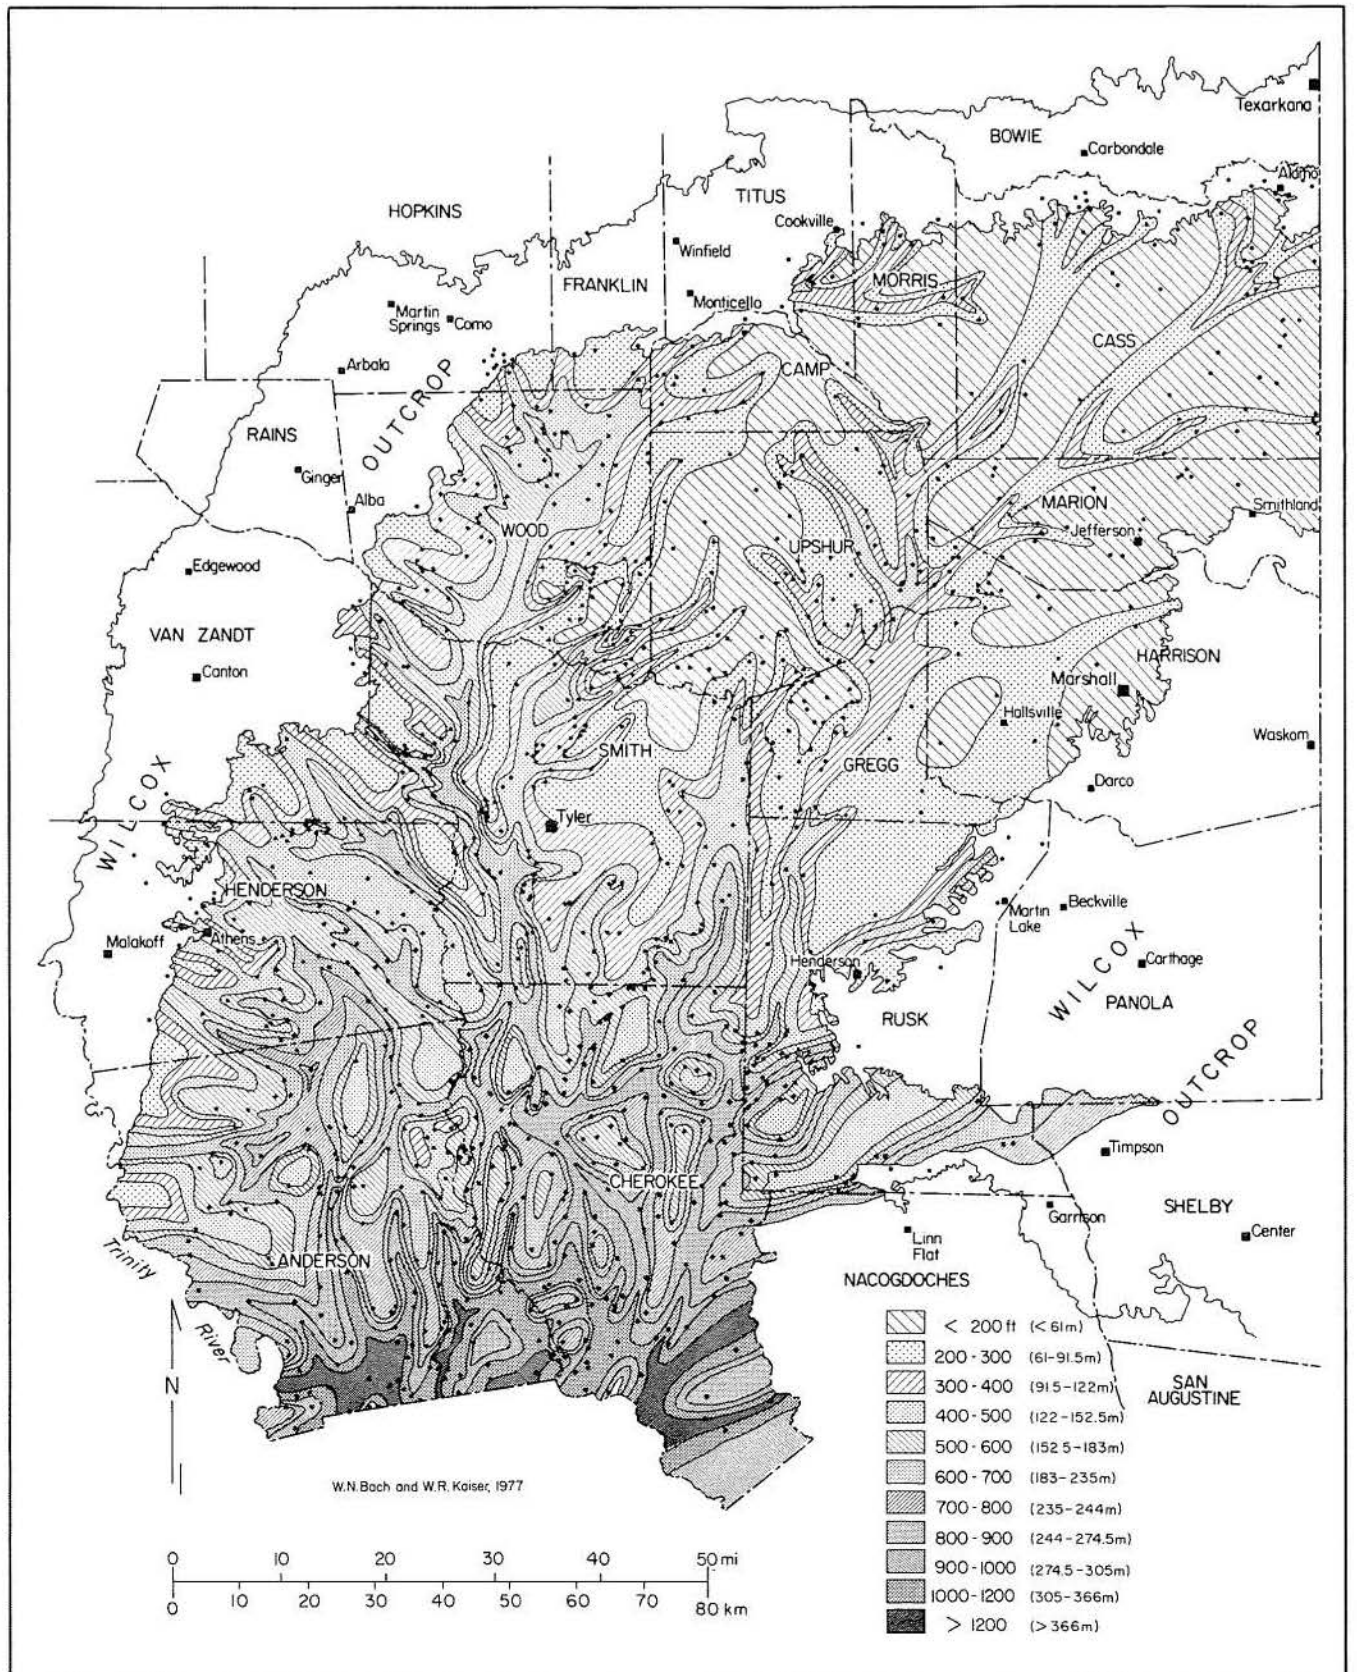 Texarkana
BOWIE
Carbondale
Alamo
TITUS
HOPKINS
Cookville
Winfield
FRANKLIN
MORRIS
Monticello
Martin
Springs
Como
CASS
Arbala
CAMP
OUTCROP
RAINS
Ginger
Alba
MARION
Smithland
WOOD
Jefferson
UPSHUR
Edgewood
VAN ZANDT
HARRISON
Canton
Marshall
Hallsville
SMITH
Waskom
GREGG
Darco
WILCOX
Tyler
HENDERSON
Beckville
Martin
Lake
Malakoff
Athens
Henderson
Carthage
WILCOX
PANOLA
RUSK
OUTCROP
Timpson
CHEROKEE
SHELBY
Garrison
Center
Linn
Flat
Trinity
River
ANDERSON
NACOGDOCHES
N
SAN
AUGUSTINE
< 200 ft (< 61m)
200 - 300 (61-91.5m)
300 - 400 (91.5-122m)
400 - 500 (122-152.5m)
500 - 600 (152.5-183m)
600 - 700 (183-235m)
700 - 800 (235-244m)
800 - 900 (244-274.5m)
900 - 1000 (274.5-305m)
1000 - 1200 (305-366m)
> 1200 (> 366m)
W.N. Bach and W.R. Kaiser, 1977
0 10 20 30 40 50 mi
0 10 20 30 40 50 60 70 80 km